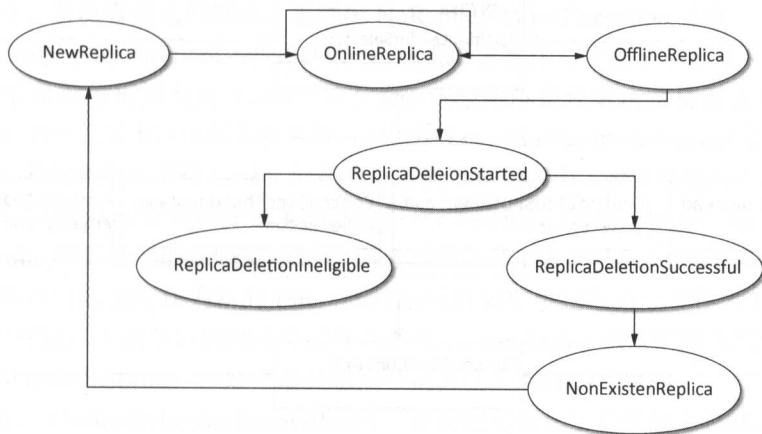 NewReplica
OnlineReplica
OfflineReplica
ReplicaDeleionStarted
ReplicaDeletionIneligible
ReplicaDeletionSuccessful
NonExistenReplica